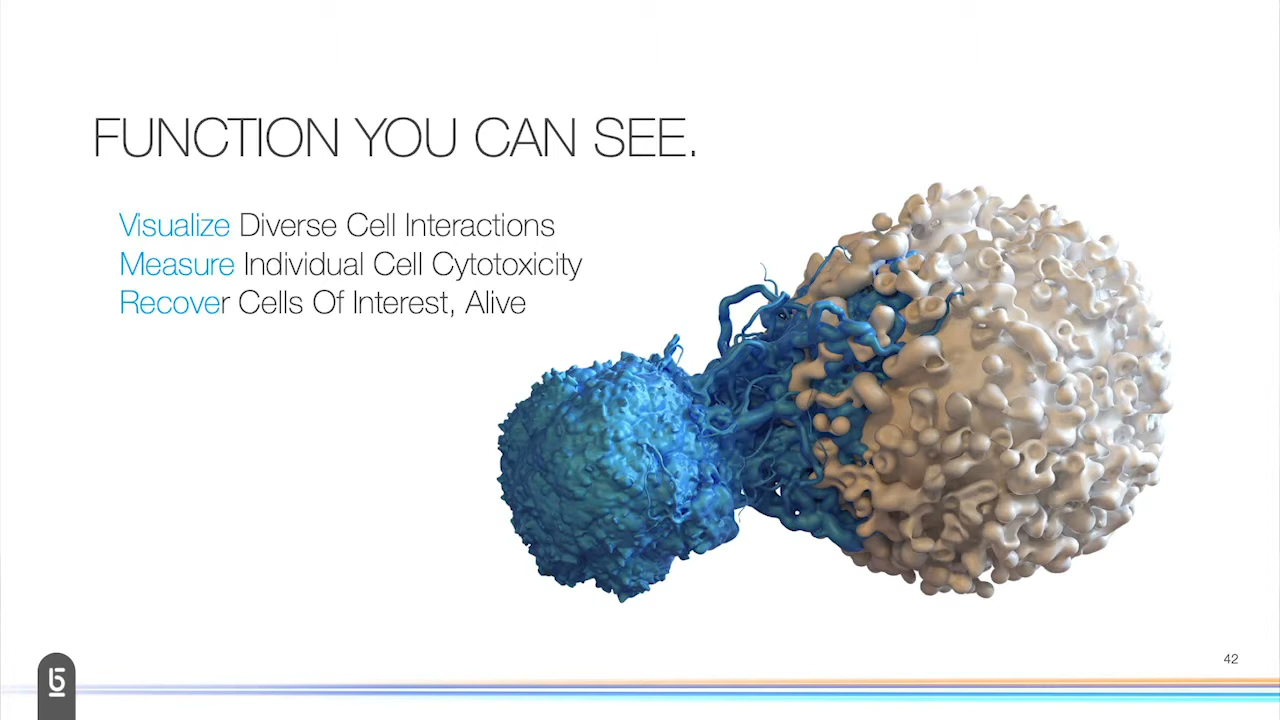 FUNCTION YOU CAN SEE.
Visualize Diverse Cell Interactions
Measure Individual Cell Cytotoxicity
Recover Cells Of Interest, Alive
42